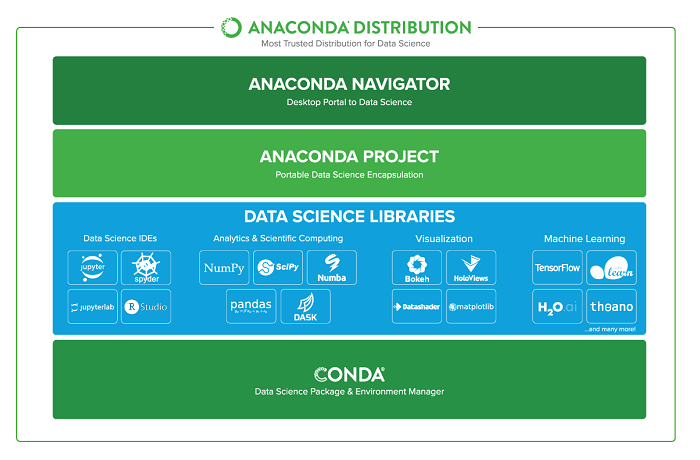 ANACONDA DISTRIBUTION
Most Trusted Distribution for Data Science
ANACONDA NAVIGATOR
Desktop Portal to Data Science
ANACONDA PROJECT
Portable Data Science Encapsulation
DATA SCIENCE LIBRARIES
Data Science IDEs
jupyter
spyder
jupyterlab
R Studio
Analytics & Scientific Computing
NumPy
SciPy
Numba
pandas
DASK
Visualization
Bokeh
HoloViews
Datashader
matplotlib
Machine Learning
TensorFlow
learn
H2O.ai
theano
...and many more!
CONDA
Data Science Package & Environment Manager